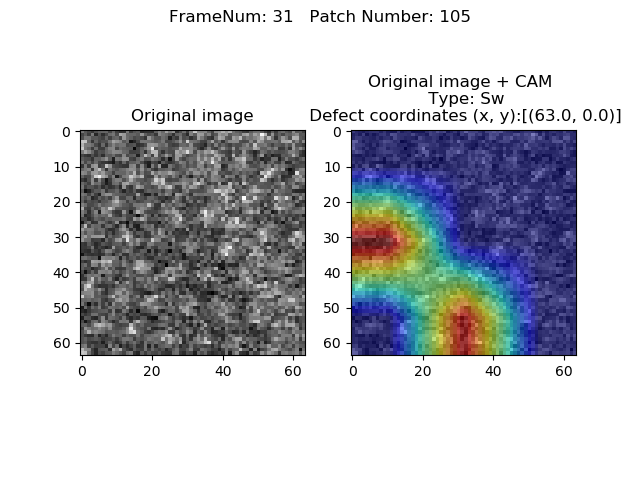 FrameNum: 31   Patch Number: 105
Original image
Original image + CAM
Type: Sw
Defect coordinates (x, y):[(63.0, 0.0)]
0
10
20
30
40
50
60
0 20 40 60
0
10
20
30
40
50
60
0 20 40 60